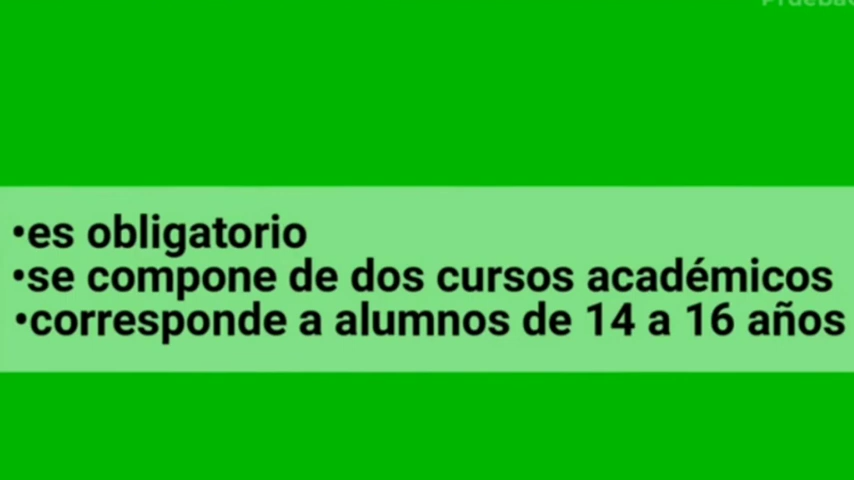 •es obligatorio
•se compone de dos cursos académicos
•corresponde a alumnos de 14 a 16 años